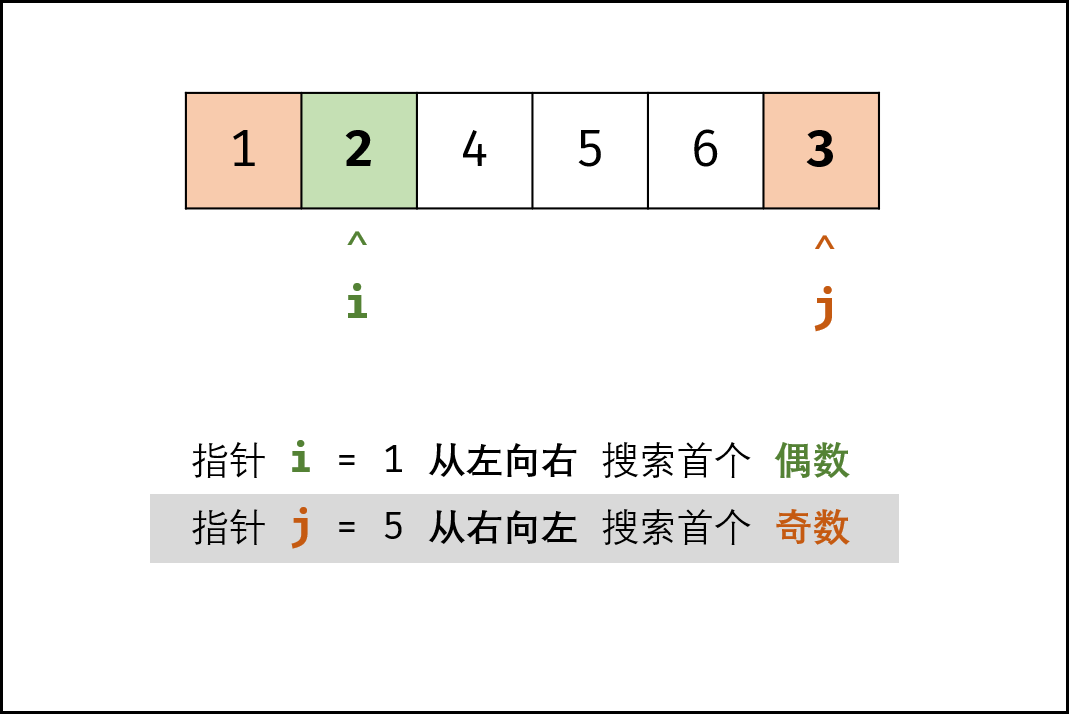 1 2 4 5 6 3
^ ^
i j
指针 i = 1 从左向右 搜索首个 偶数
指针 j = 5 从右向左 搜索首个 奇数